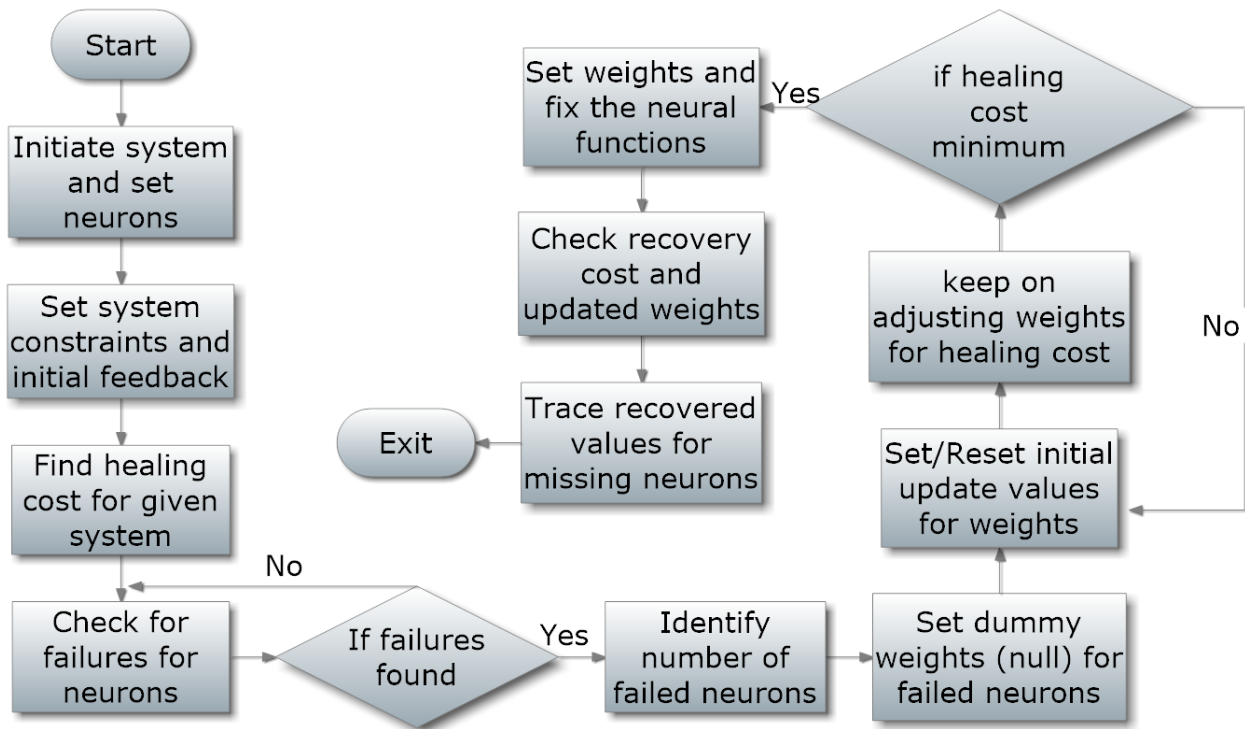 Start
Initiate system
and set
neurons
Set system
constraints and
initial feedback
Find healing
cost for given
system
No
Check for
failures for
neurons
If failures
found
Yes
Identify
number of
failed neurons
Set dummy
weights (null) for
failed neurons
Set/Reset initial
update values
for weights
keep on
adjusting weights
for healing cost
if healing
cost
minimum
No
Yes
Set weights and
fix the neural
functions
Check recovery
cost and
updated weights
Trace recovered
values for
missing neurons
Exit